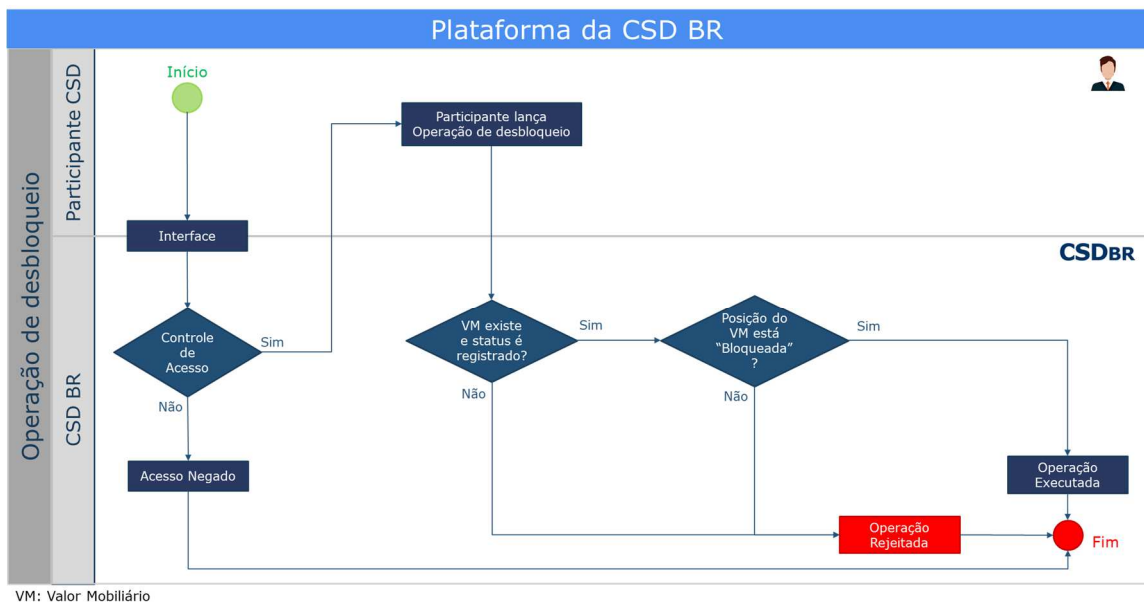 Plataforma da CSD BR
Operação de desbloqueio
Participante CSD
CSD BR
Início
Participante lança
Operação de desbloqueio
Interface
CSDBR
Controle
de
Acesso
Sim
Não
VM existe
e status é
registrado?
Sim
Não
Posição do
VM está
“Bloqueada”
?
Sim
Não
Acesso Negado
Operação
Executada
Operação
Rejeitada
Fim
VM: Valor Mobiliário